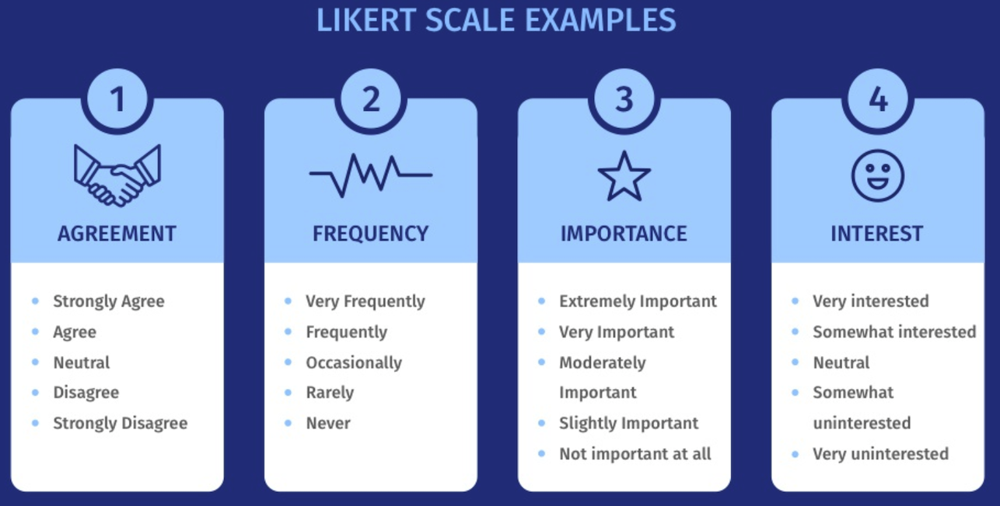 LIKERT SCALE EXAMPLES
1
AGREEMENT
Strongly Agree
Agree
Neutral
Disagree
Strongly Disagree
2
FREQUENCY
Very Frequently
Frequently
Occasionally
Rarely
Never
3
IMPORTANCE
Extremely Important
Very Important
Moderately
Important
Slightly Important
Not important at all
4
INTEREST
Very interested
Somewhat interested
Neutral
Somewhat
uninterested
Very uninterested